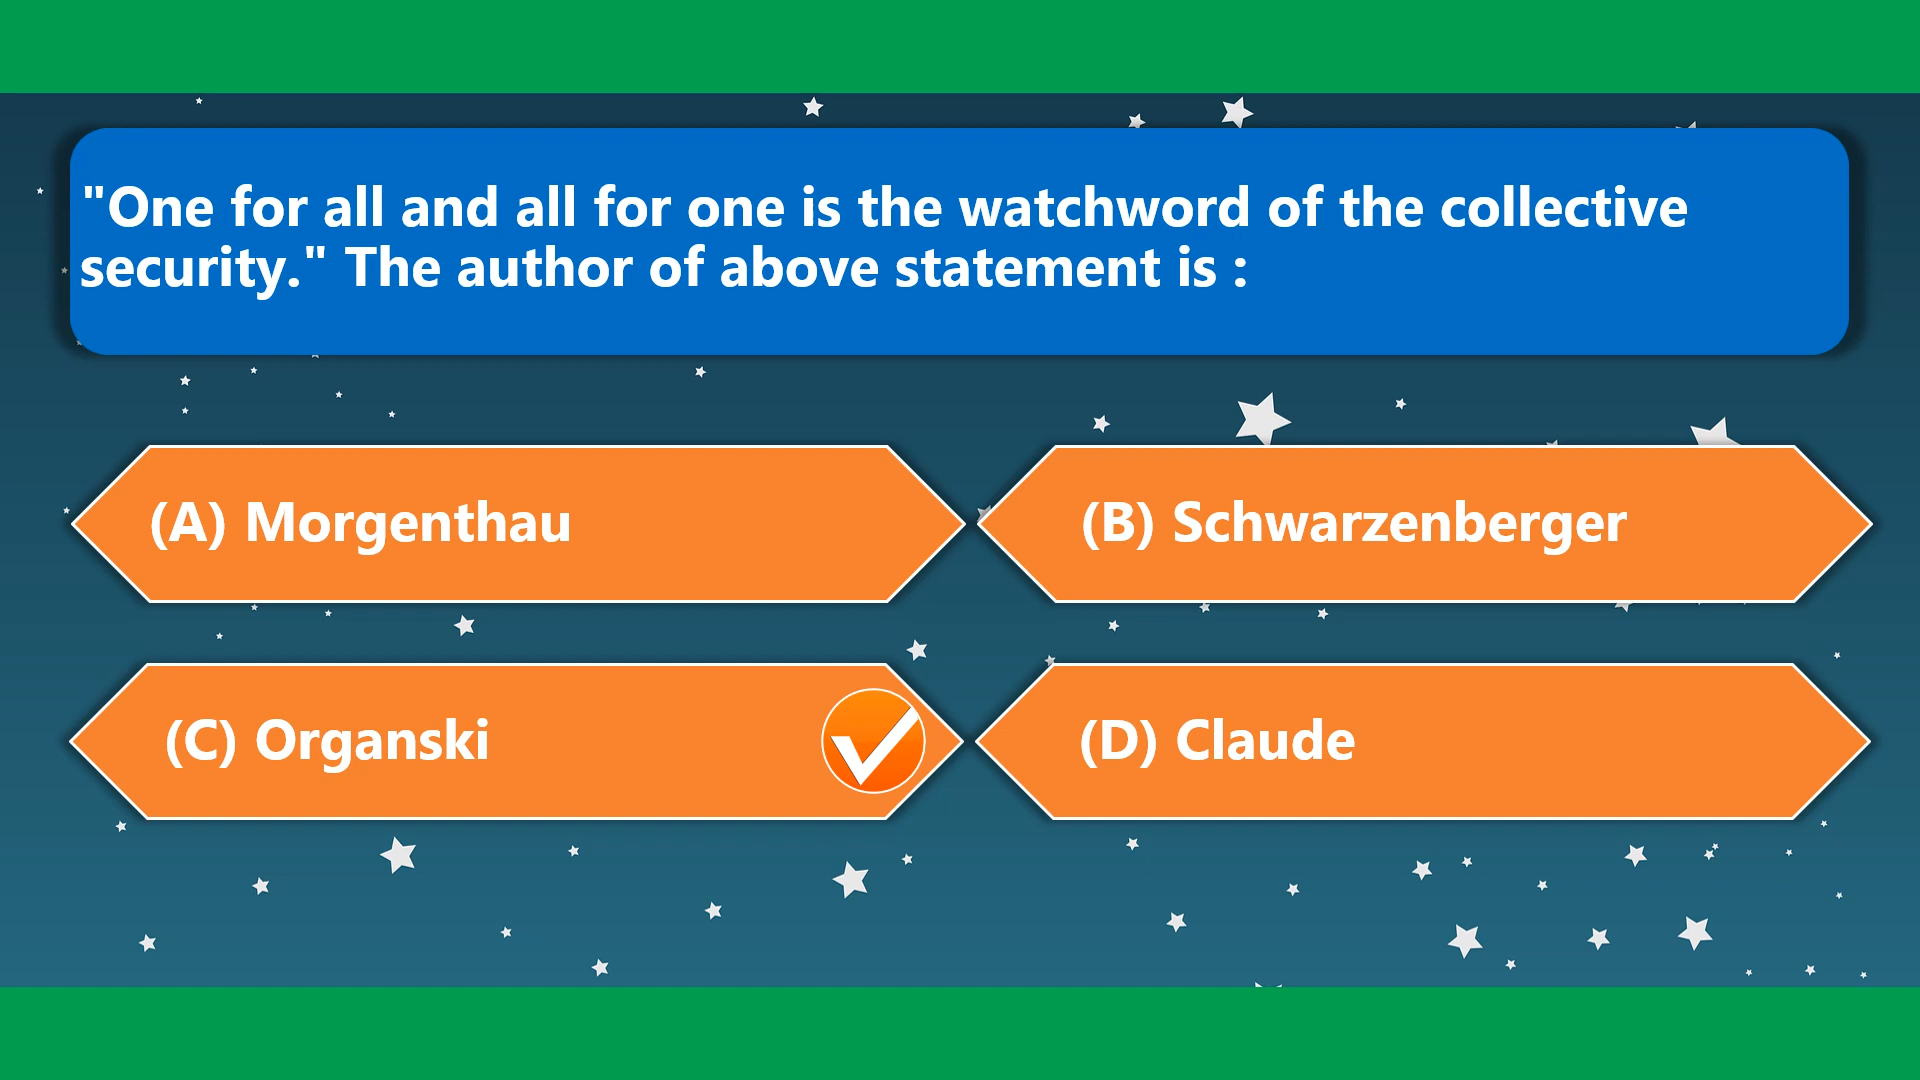 "One for all and all for one is the watchword of the collective
security." The author of above statement is :
(A) Morgenthau
(B) Schwarzenberger
(C) Organski
(D) Claude